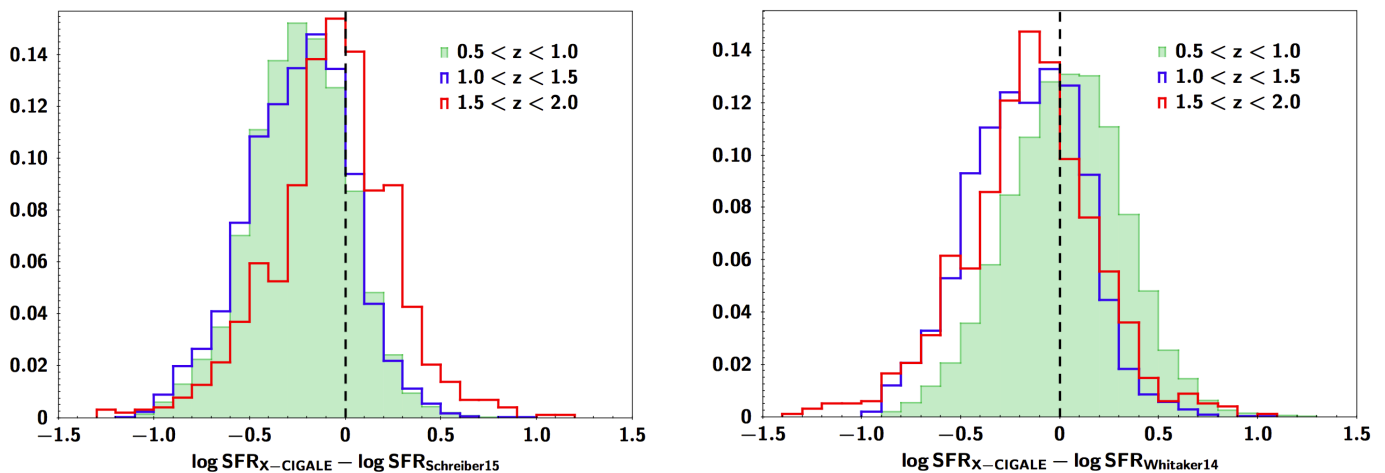 0.14
0.12
0.10
0.08
0.06
0.04
0.02
0
−1.5 −1.0 −0.5 0 0.5 1.0 1.5
log SFR_X−CIGALE − log SFR_Schreiber15
0.5 < z < 1.0
1.0 < z < 1.5
1.5 < z < 2.0
0.14
0.12
0.10
0.08
0.06
0.04
0.02
0
−1.5 −1.0 −0.5 0 0.5 1.0 1.5
log SFR_X−CIGALE − log SFR_Whitaker14
0.5 < z < 1.0
1.0 < z < 1.5
1.5 < z < 2.0